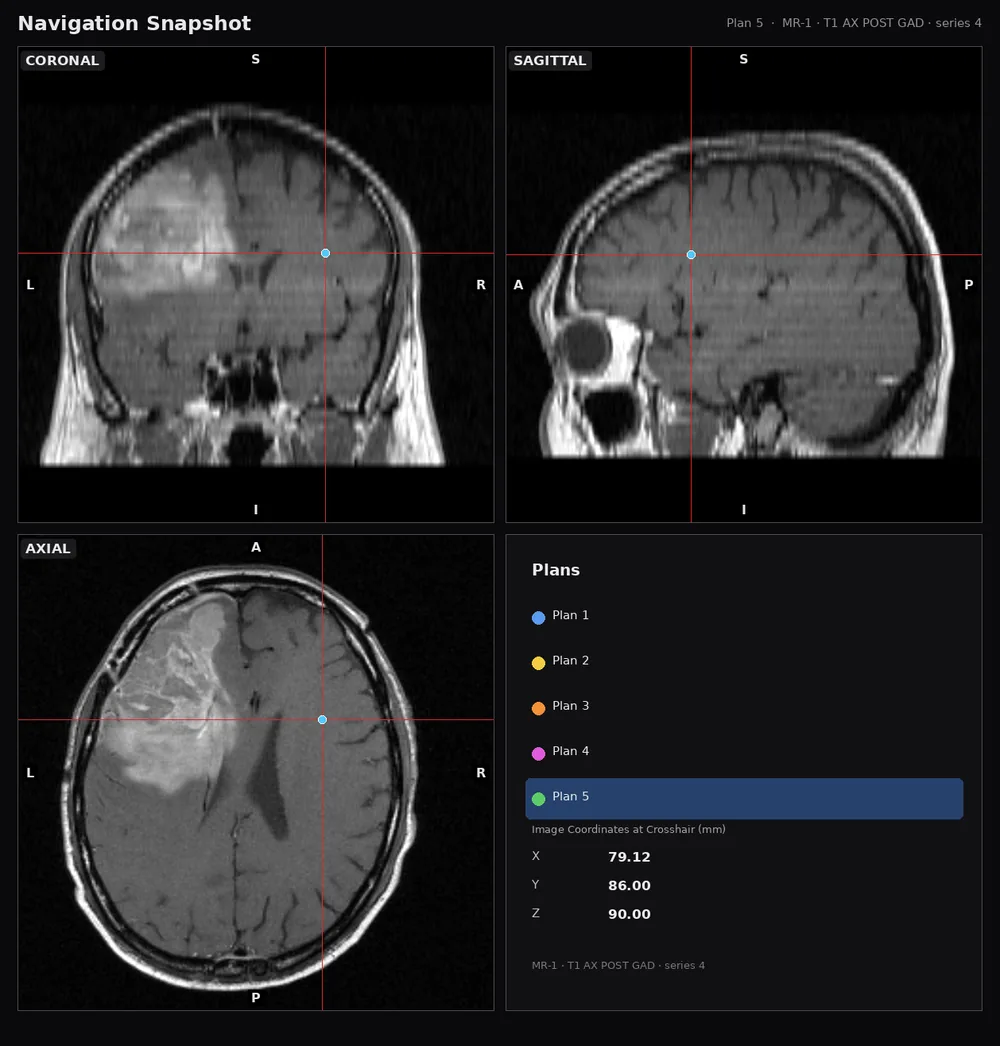 Navigation Snapshot
Plan 5 · MR-1 · T1 AX POST GAD · series 4
CORONAL
S
L
R
I
SAGITTAL
S
A
P
I
AXIAL
A
L
R
P
Plans
Plan 1
Plan 2
Plan 3
Plan 4
Plan 5
Image Coordinates at Crosshair (mm)
X 79.12
Y 86.00
Z 90.00
MR-1 · T1 AX POST GAD · series 4